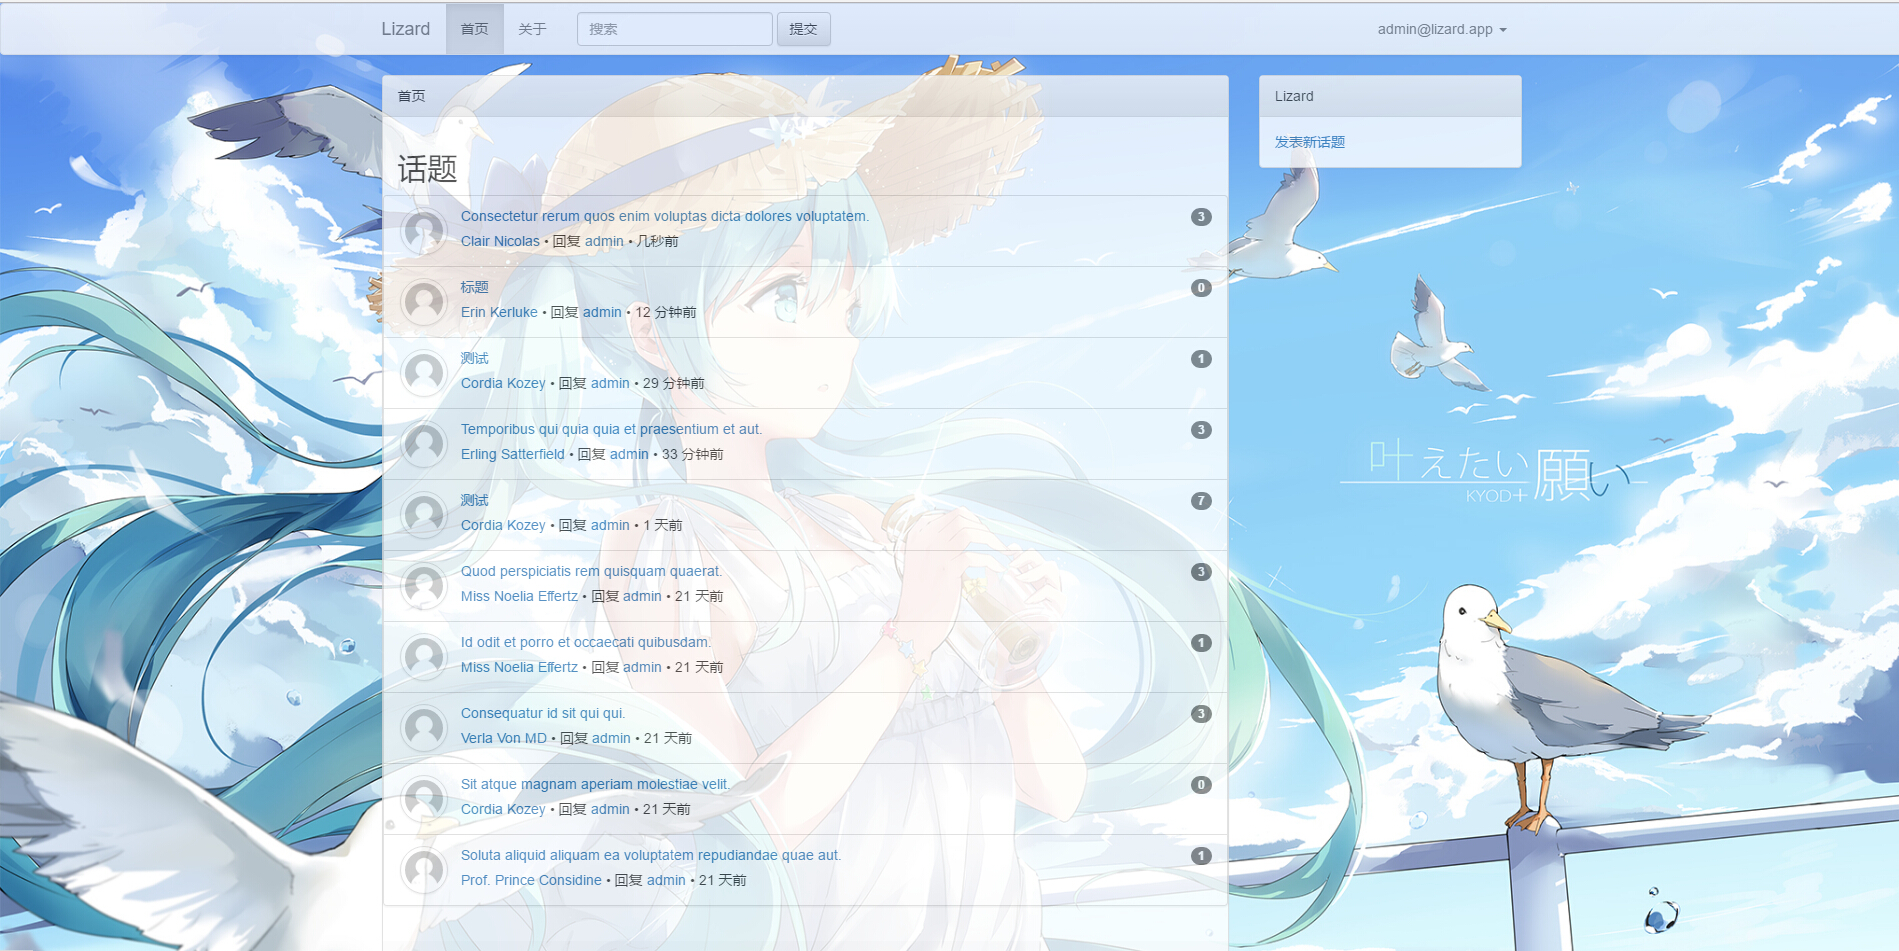 Lizard 首页 关于 搜索 提交 admin@lizard.app
首页
话题
Consectetur rerum quos enim voluptas dicta dolores voluptatem. 3
Clair Nicolas • 回复 admin • 几秒前
标题 0
Erin Kerluke • 回复 admin • 12 分钟前
测试 1
Cordia Kozey • 回复 admin • 29 分钟前
Temporibus qui quia quia et praesentium et aut. 3
Erling Satterfield • 回复 admin • 33 分钟前
测试 7
Cordia Kozey • 回复 admin • 1 天前
Quod perspiciatis rem quisquam quaerat. 3
Miss Noelia Effertz • 回复 admin • 21 天前
Id odit et porro et occaecati quibusdam. 1
Miss Noelia Effertz • 回复 admin • 21 天前
Consequatur id sit qui qui. 3
Verla Von MD • 回复 admin • 21 天前
Sit atque magnam aperiam molestiae velit. 0
Cordia Kozey • 回复 admin • 21 天前
Soluta aliquid aliquam ea voluptatem repudiandae quae aut. 1
Prof. Prince Considine • 回复 admin • 21 天前
Lizard
发表新话题
叶えたい願い
KYOD+